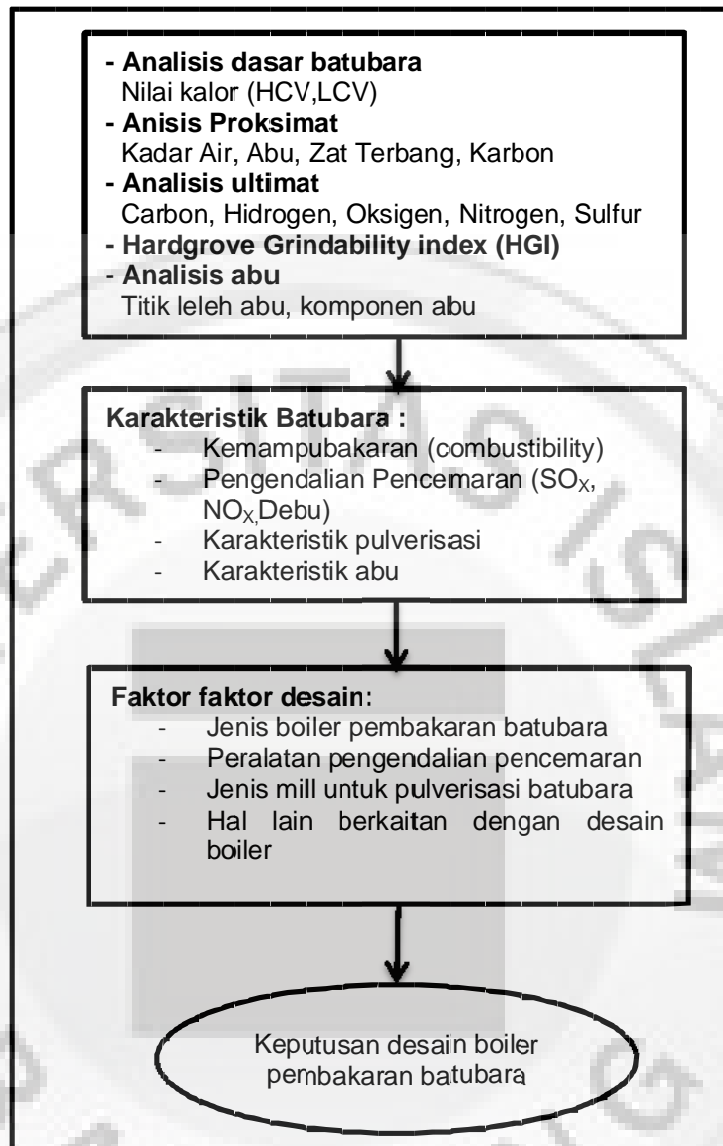 - Analisis dasar batubara
Nilai kalor (HCV,LCV)
- Anisis Proksimat
Kadar Air, Abu, Zat Terbang, Karbon
- Analisis ultimat
Carbon, Hidrogen, Oksigen, Nitrogen, Sulfur
- Hardgrove Grindability index (HGI)
- Analisis abu
Titik leleh abu, komponen abu
Karakteristik Batubara :
- Kemampubakaran (combustibility)
- Pengendalian Pencemaran (SOX,
NOX,Debu)
- Karakteristik pulverisasi
- Karakteristik abu
Faktor faktor desain:
- Jenis boiler pembakaran batubara
- Peralatan pengendalian pencemaran
- Jenis mill untuk pulverisasi batubara
- Hal lain berkaitan dengan desain
boiler
Keputusan desain boiler
pembakaran batubara